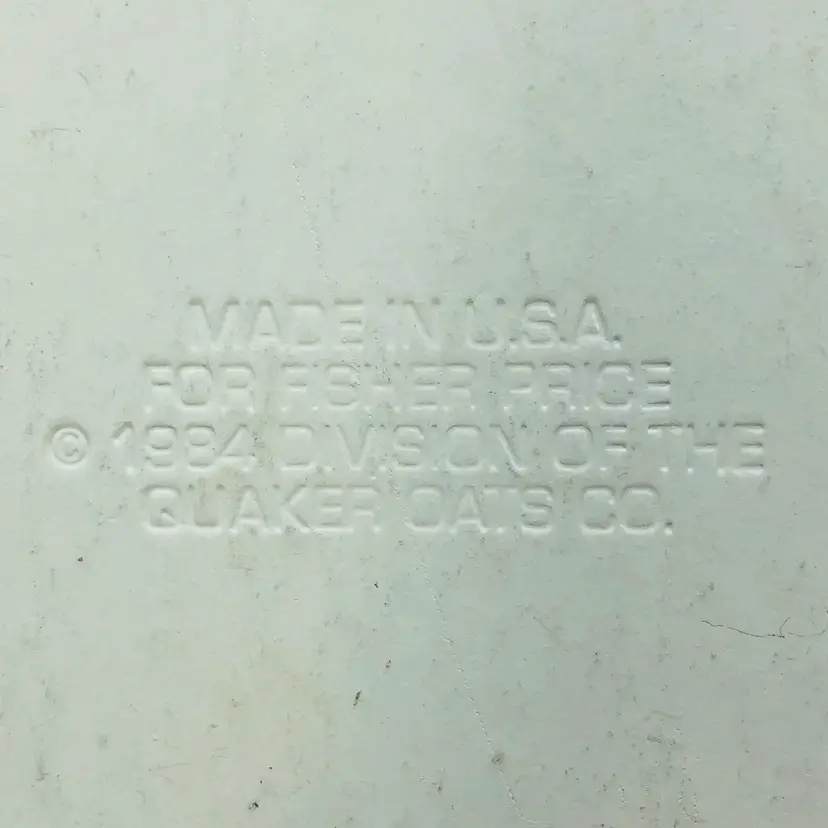 MADE IN U.S.A.
FOR FISHER PRICE
© 1984 DIVISION OF THE
QUAKER OATS CO.